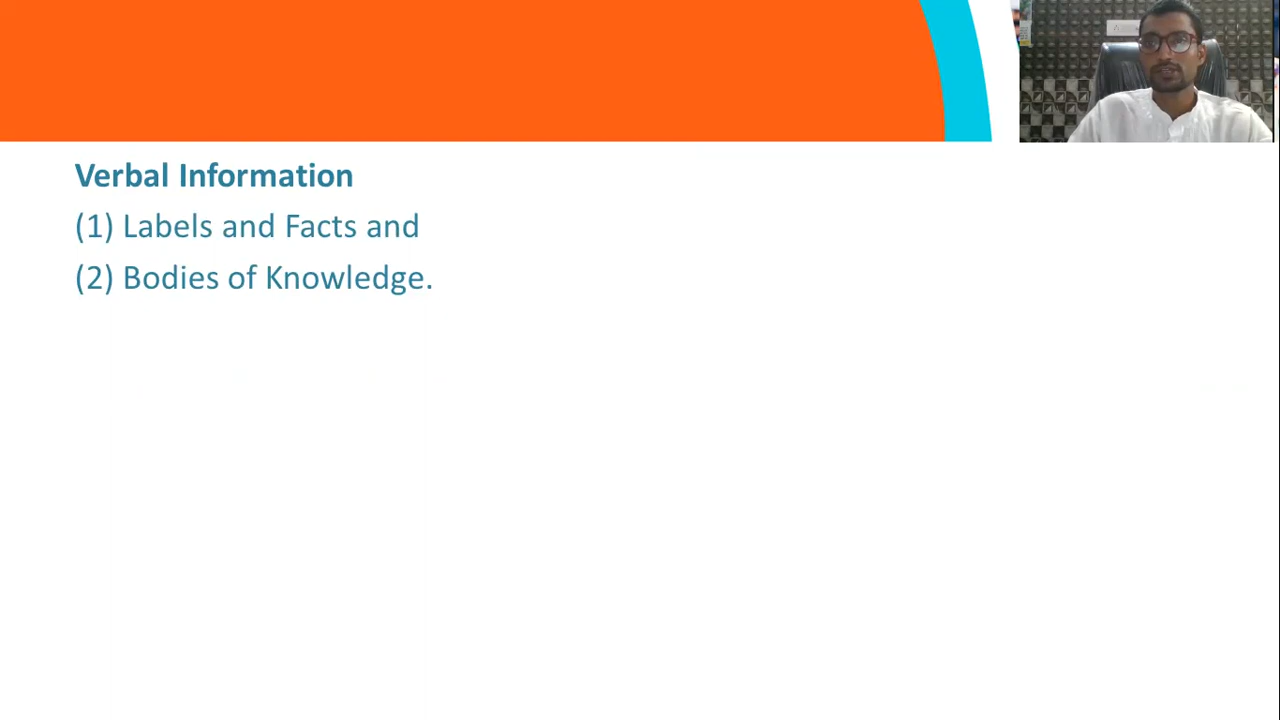 Verbal Information
(1) Labels and Facts and
(2) Bodies of Knowledge.